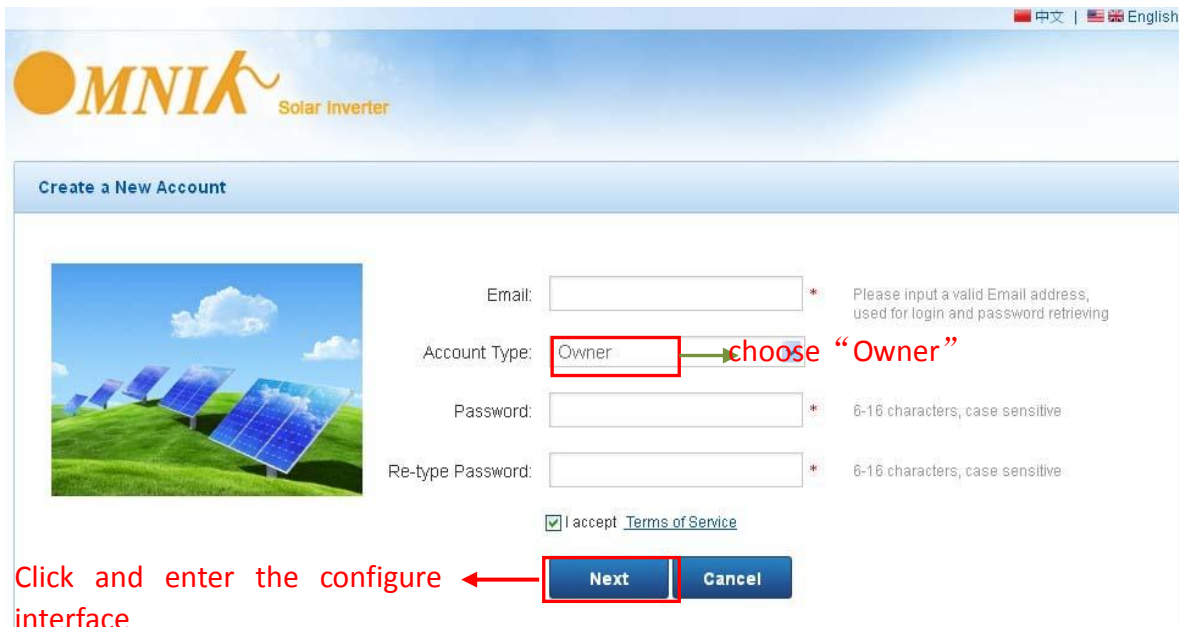 中文 | English
OMNIK Solar Inverter
Create a New Account
Email: * Please input a valid Email address,
used for login and password retrieving
Account Type: Owner choose “Owner”
Password: * 6-16 characters, case sensitive
Re-type Password: * 6-16 characters, case sensitive
I accept Terms of Service
Click and enter the configure
interface
Next Cancel